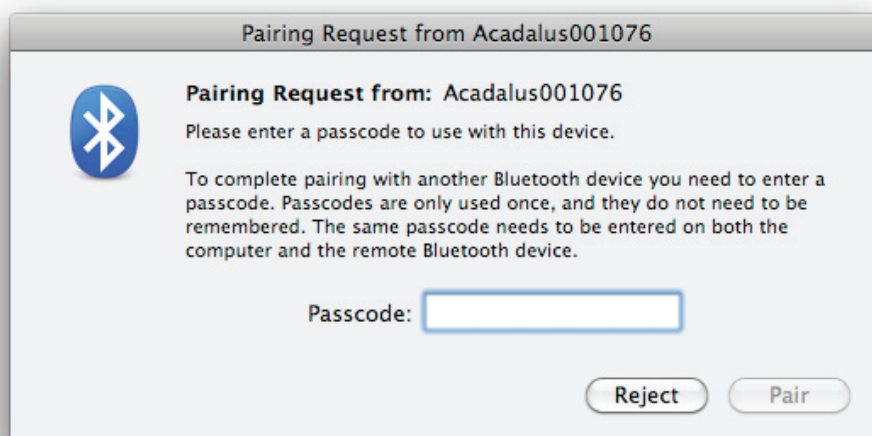 Pairing Request from Acadalus001076
Pairing Request from: Acadalus001076
Please enter a passcode to use with this device.
To complete pairing with another Bluetooth device you need to enter a
passcode. Passcodes are only used once, and they do not need to be
remembered. The same passcode needs to be entered on both the
computer and the remote Bluetooth device.
Passcode:
Reject Pair